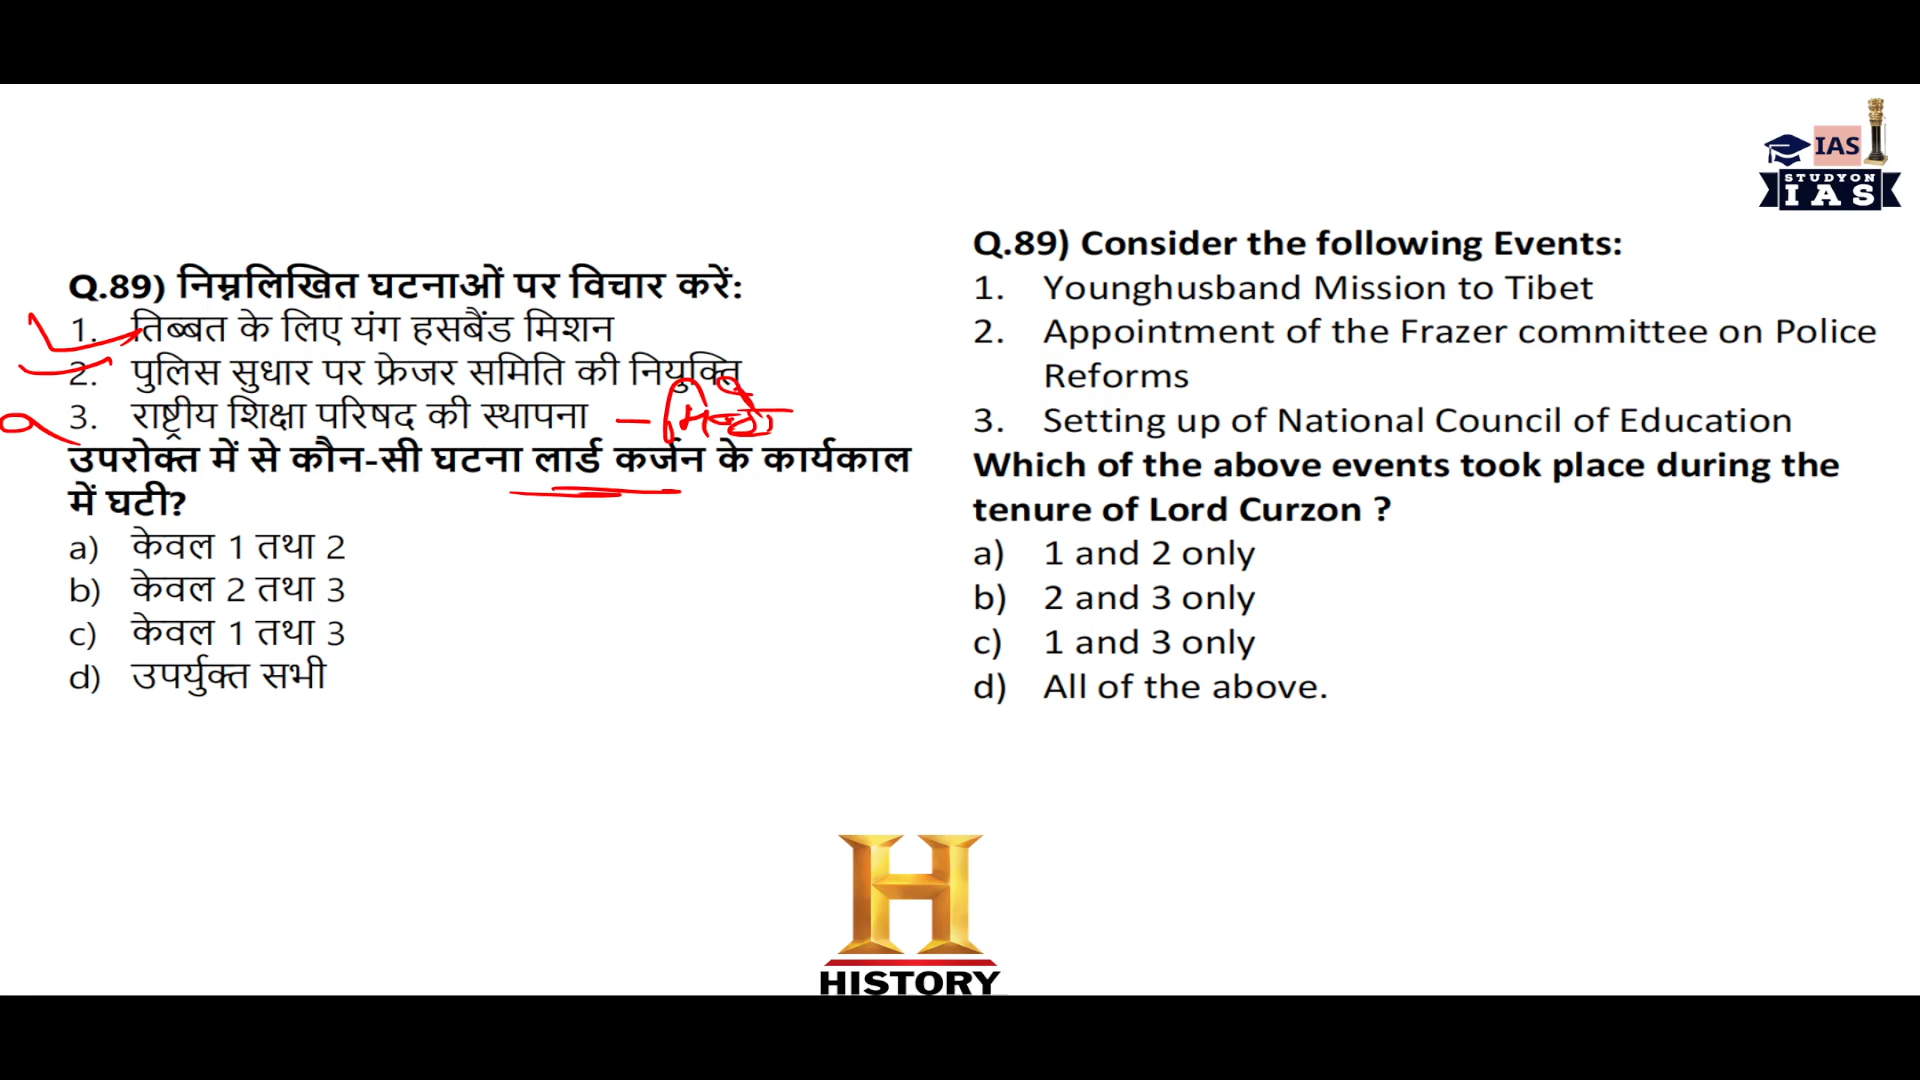 IAS
STUDYON
IAS
Q.89) निम्नलिखित घटनाओं पर विचार करें:
1. तिब्बत के लिए यंग हसबैंड मिशन
2. पुलिस सुधार पर फ्रेजर समिति की नियुक्ति
3. राष्ट्रीय शिक्षा परिषद की स्थापना
उपरोक्त में से कौन-सी घटना लार्ड कर्जन के कार्यकाल
में घटी?
a) केवल 1 तथा 2
b) केवल 2 तथा 3
c) केवल 1 तथा 3
d) उपर्युक्त सभी
Q.89) Consider the following Events:
1. Younghusband Mission to Tibet
2. Appointment of the Frazer committee on Police
Reforms
3. Setting up of National Council of Education
Which of the above events took place during the
tenure of Lord Curzon ?
a) 1 and 2 only
b) 2 and 3 only
c) 1 and 3 only
d) All of the above.
H
HISTORY